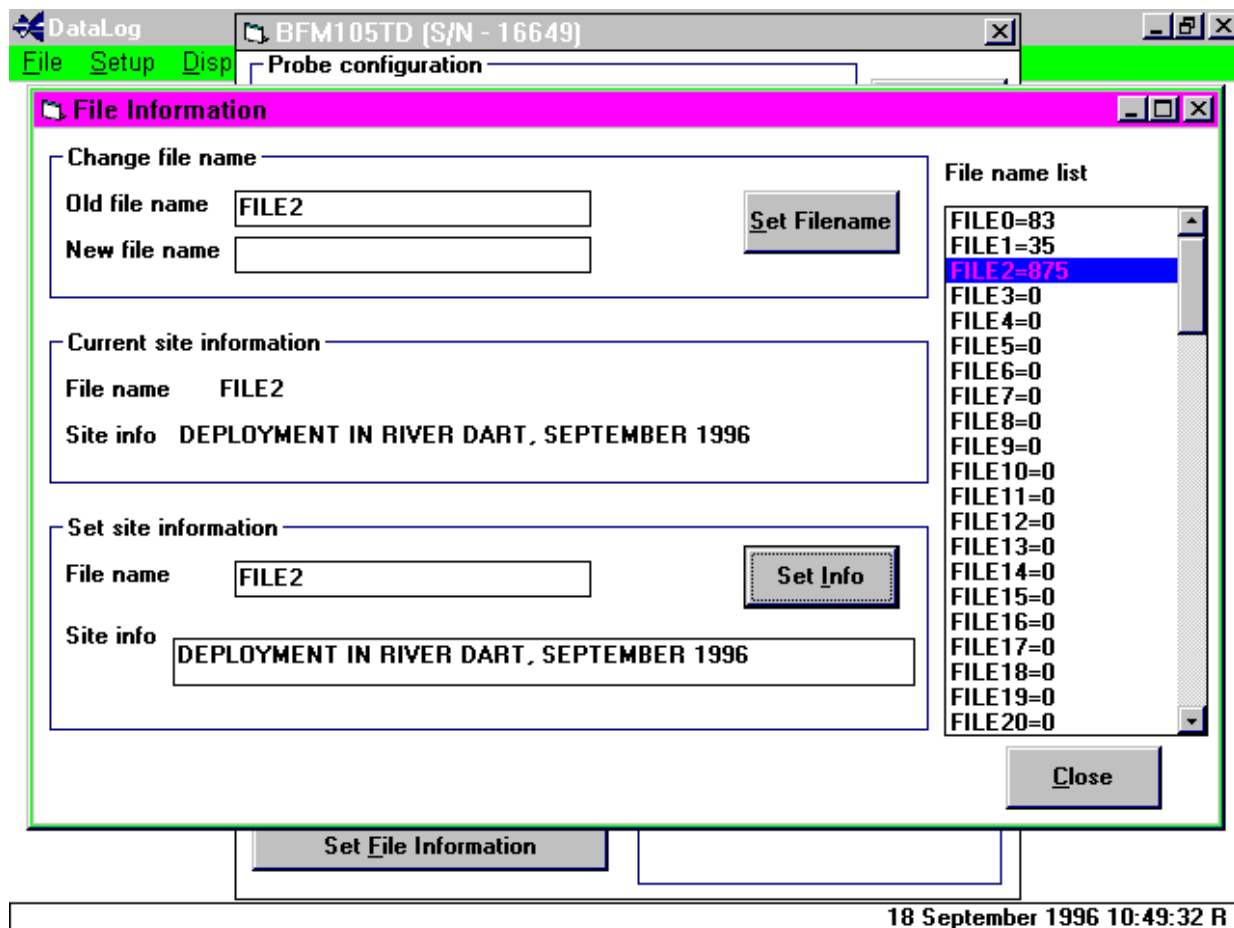 DataLog
BFM105TD (S/N - 16649)
File Setup Disp
Probe configuration
File Information
Change file name
Old file name FILE2
New file name
Set Filename
Current site information
File name FILE2
Site info DEPLOYMENT IN RIVER DART, SEPTEMBER 1996
Set site information
File name FILE2
Set Info
Site info
DEPLOYMENT IN RIVER DART, SEPTEMBER 1996
File name list
FILE0=83
FILE1=35
FILE2=875
FILE3=0
FILE4=0
FILE5=0
FILE6=0
FILE7=0
FILE8=0
FILE9=0
FILE10=0
FILE11=0
FILE12=0
FILE13=0
FILE14=0
FILE15=0
FILE16=0
FILE17=0
FILE18=0
FILE19=0
FILE20=0
Close
Set File Information
18 September 1996 10:49:32 R